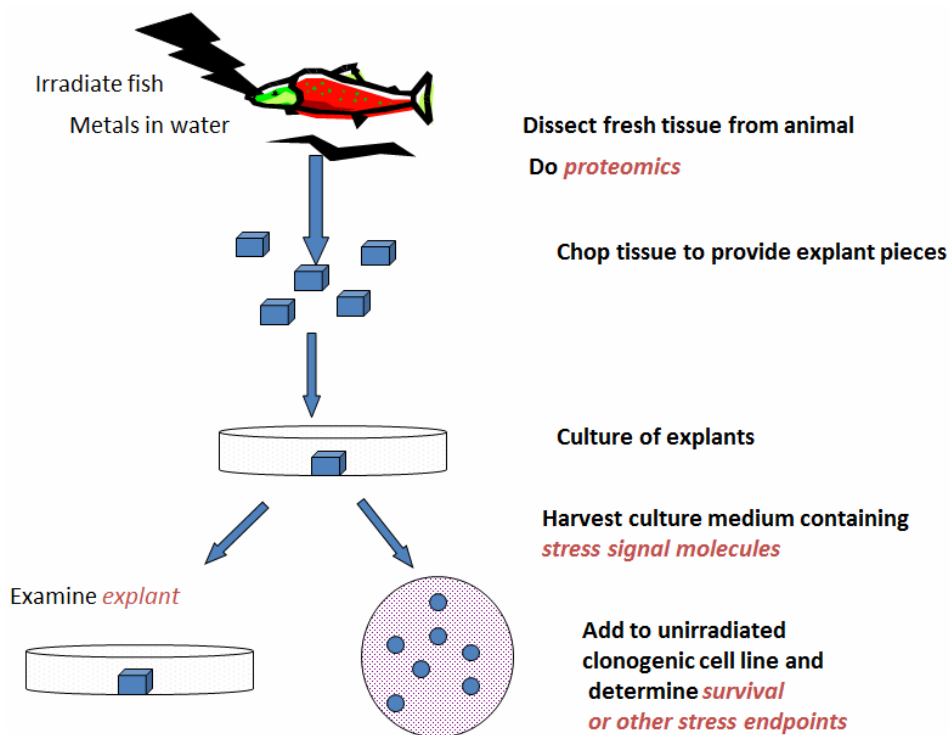 Irradiate fish
Metals in water
Dissect fresh tissue from animal
Do proteomics
Chop tissue to provide explant pieces
Culture of explants
Harvest culture medium containing
stress signal molecules
Examine explant
Add to unirradiated
clonogenic cell line and
determine survival
or other stress endpoints